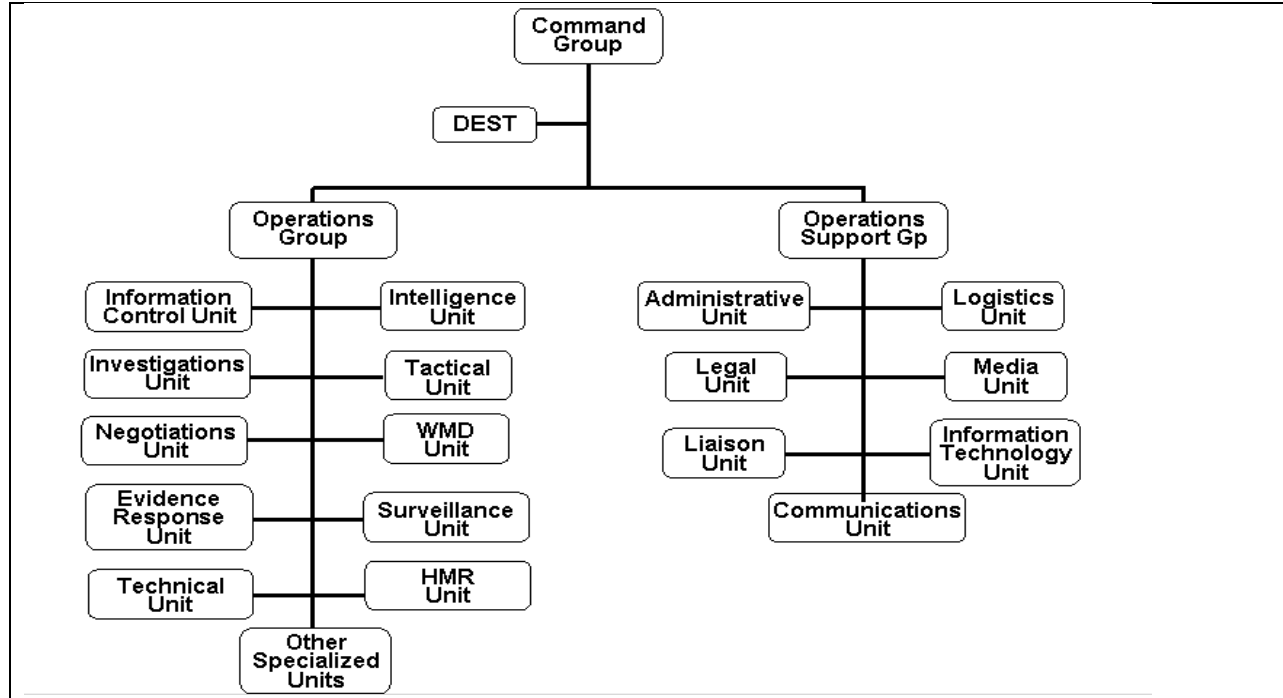 Command
Group
DEST
Operations
Group
Operations
Support Gp
Information
Control Unit
Intelligence
Unit
Administrative
Unit
Logistics
Unit
Investigations
Unit
Tactical
Unit
Legal
Unit
Media
Unit
Negotiations
Unit
WMD
Unit
Liaison
Unit
Information
Technology
Unit
Evidence
Response
Unit
Surveillance
Unit
Communications
Unit
Technical
Unit
HMR
Unit
Other
Specialized
Units